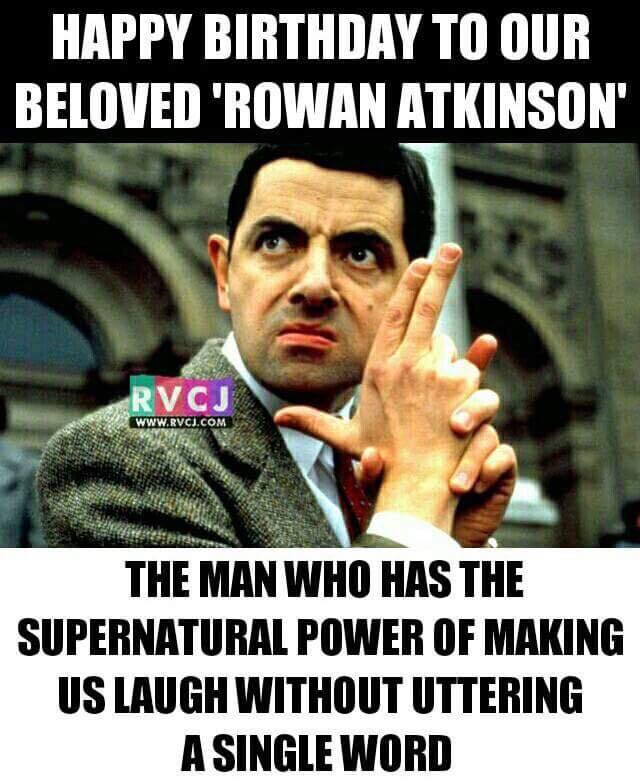 HAPPY BIRTHDAY TO OUR
BELOVED 'ROWAN ATKINSON'
RVCJ
WWW.RVCJ.COM
THE MAN WHO HAS THE
SUPERNATURAL POWER OF MAKING
US LAUGH WITHOUT UTTERING
A SINGLE WORD